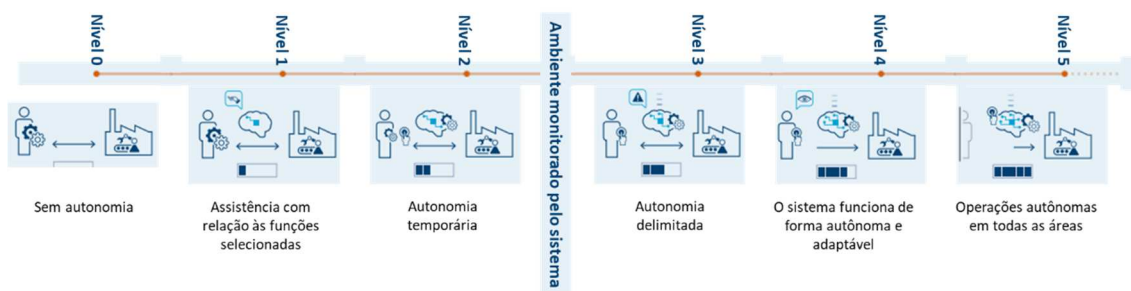 Nível 0
Nível 1
Nível 2
Ambiente monitorado pelo sistema
Nível 3
Nível 4
Nível 5
Sem autonomia
Assistência com
relação às funções
selecionadas
Autonomia
temporária
Autonomia
delimitada
O sistema funciona de
forma autônoma e
adaptável
Operações autônomas
em todas as áreas